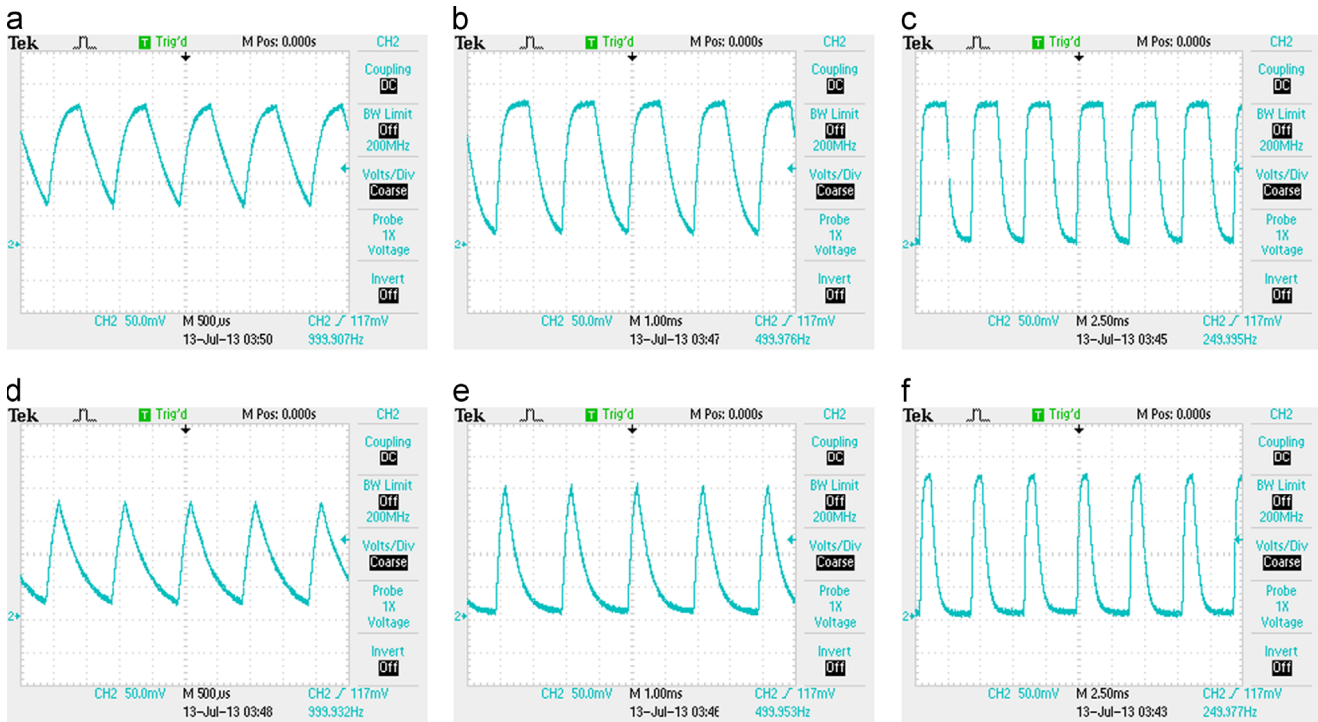 a
Tek Trig'd M Pos: 0.000s CH2
Coupling
DC
BW Limit
Off
200MHz
Volts/Div
Coarse
Probe
1X
Voltage
2
Invert
Off
CH2 50.0mV M 500µs CH2 117mV
13-Jul-13 03:50 999.907Hz
b
Tek Trig'd M Pos: 0.000s CH2
Coupling
DC
BW Limit
Off
200MHz
Volts/Div
Coarse
Probe
1X
Voltage
2
Invert
Off
CH2 50.0mV M 1.00ms CH2 117mV
13-Jul-13 03:47 499.976Hz
c
Tek Trig'd M Pos: 0.000s CH2
Coupling
DC
BW Limit
Off
200MHz
Volts/Div
Coarse
Probe
1X
Voltage
2
Invert
Off
CH2 50.0mV M 2.50ms CH2 117mV
13-Jul-13 03:45 249.995Hz
d
Tek Trig'd M Pos: 0.000s CH2
Coupling
DC
BW Limit
Off
200MHz
Volts/Div
Coarse
Probe
1X
Voltage
2
Invert
Off
CH2 50.0mV M 500µs CH2 117mV
13-Jul-13 03:48 999.932Hz
e
Tek Trig'd M Pos: 0.000s CH2
Coupling
DC
BW Limit
Off
200MHz
Volts/Div
Coarse
Probe
1X
Voltage
2
Invert
Off
CH2 50.0mV M 1.00ms CH2 117mV
13-Jul-13 03:46 499.953Hz
f
Tek Trig'd M Pos: 0.000s CH2
Coupling
DC
BW Limit
Off
200MHz
Volts/Div
Coarse
Probe
1X
Voltage
2
Invert
Off
CH2 50.0mV M 2.50ms CH2 117mV
13-Jul-13 03:43 249.977Hz